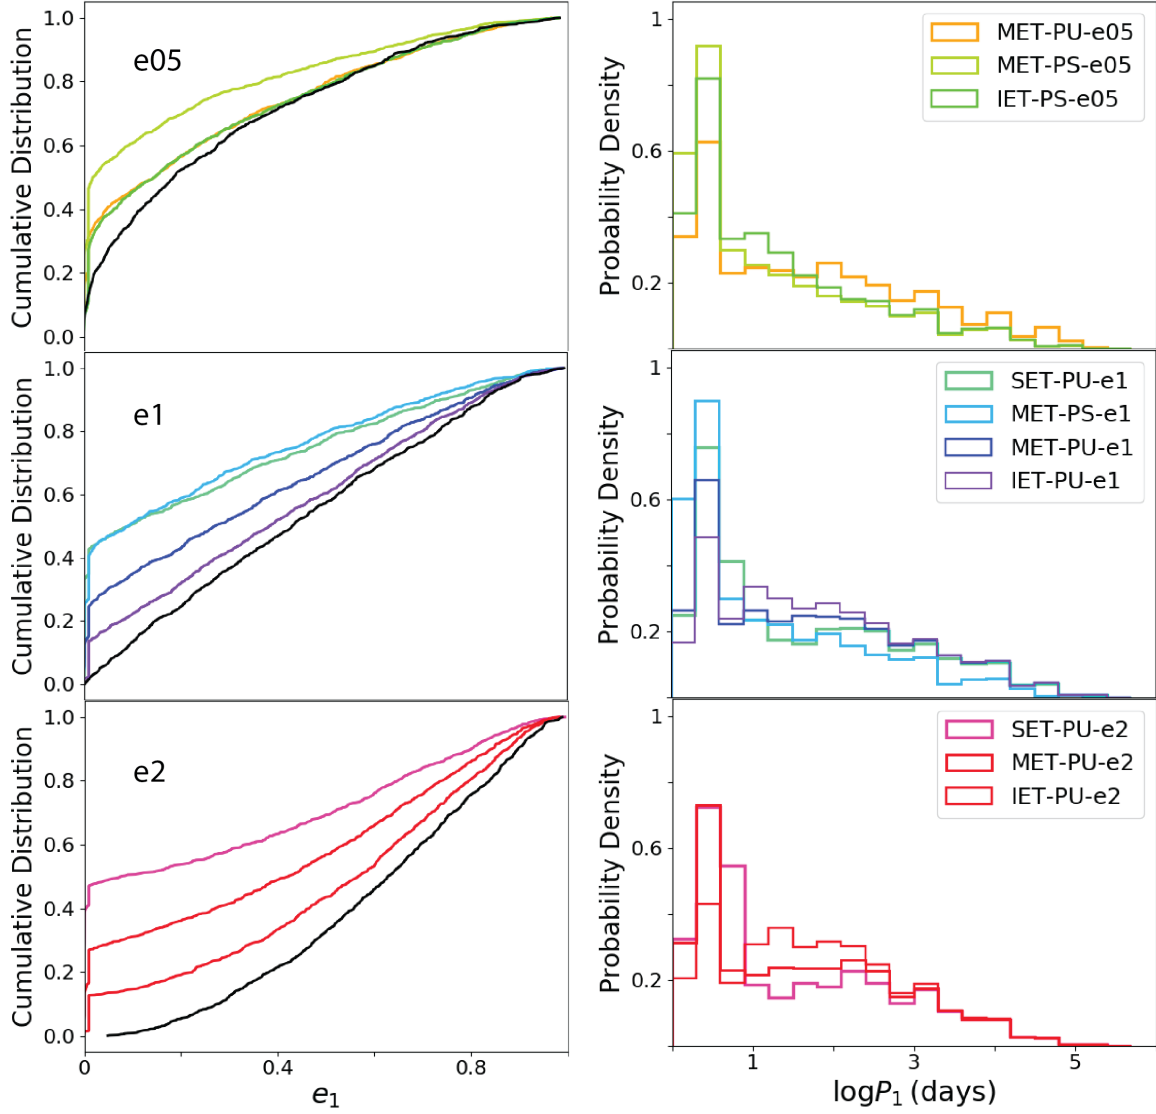 1.0
0.8
0.6
0.4
0.2
0.0
Cumulative Distribution
e05
1
0.6
0.2
Probability Density
MET-PU-e05
MET-PS-e05
IET-PS-e05
1.0
0.8
0.6
0.4
0.2
0.0
Cumulative Distribution
e1
1
0.6
0.2
Probability Density
SET-PU-e1
MET-PS-e1
MET-PU-e1
IET-PU-e1
1.0
0.8
0.6
0.4
0.2
0.0
Cumulative Distribution
e2
0 0.4 0.8
e₁
1
0.6
0.2
Probability Density
SET-PU-e2
MET-PU-e2
IET-PU-e2
1 3 5
logP₁ (days)